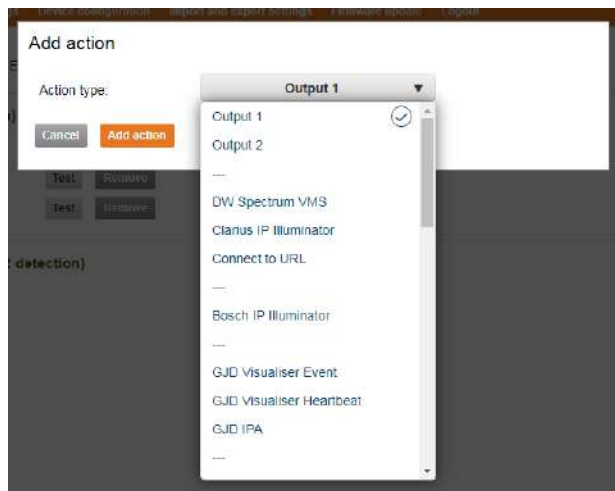 Device configuration Import and export settings Firmware update Logout
Add action
Action type:
Output 1
Output 1
Output 2
---
DW Spectrum VMS
Clarius IP Illuminator
Connect to URL
---
Bosch IP Illuminator
---
GJD Visualiser Event
GJD Visualiser Heartbeat
GJD IPA
---
Cancel Add action
Test Remove
Test Remove
detection)